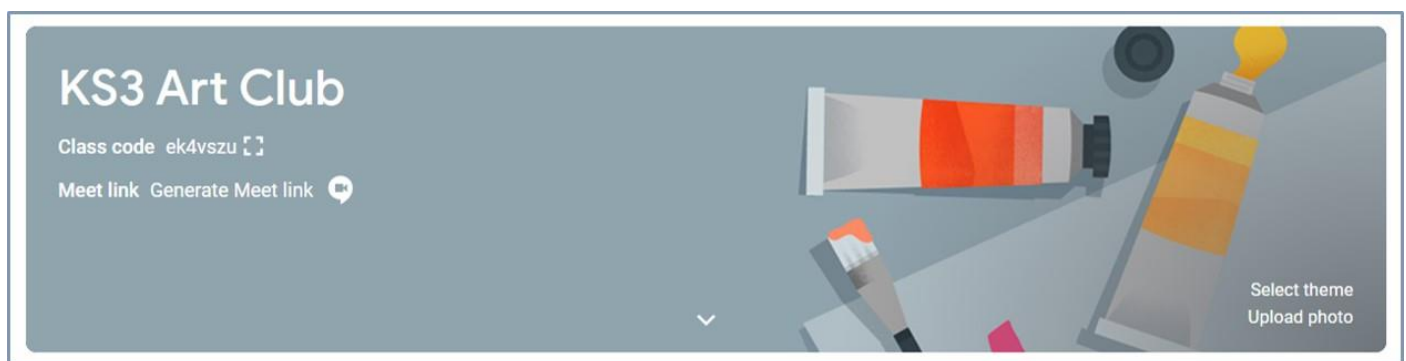 KS3 Art Club
Class code ek4vszu
Meet link Generate Meet link
Select theme
Upload photo